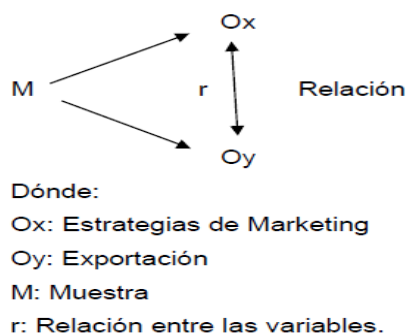 Ox
M r Relación
Oy
Dónde:
Ox: Estrategias de Marketing
Oy: Exportación
M: Muestra
r: Relación entre las variables.